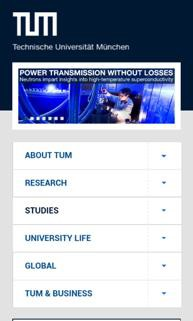 TUM
Technische Universität München
POWER TRANSMISSION WITHOUT LOSSES
Neutrons impart insights into high-temperature superconductivity
ABOUT TUM
RESEARCH
STUDIES
UNIVERSITY LIFE
GLOBAL
TUM & BUSINESS